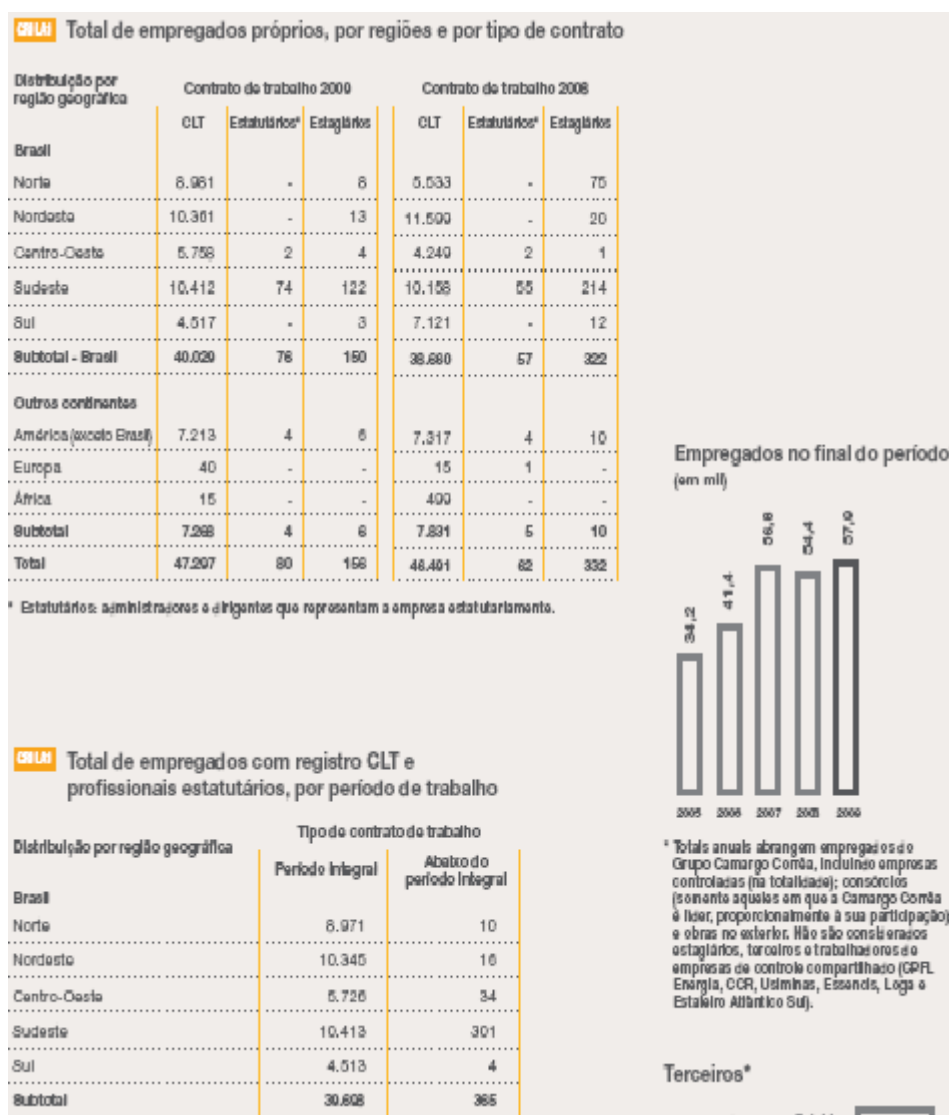 GRI LA1 Total de empregados próprios, por regiões e por tipo de contrato
Distribuição por região geográfica Contrato de trabalho 2009 Contrato de trabalho 2008
CLT Estatutários* Estagiários CLT Estatutários* Estagiários
Brasil
Norte 8.981 - 8 5.533 - 75
Nordeste 10.361 - 13 11.599 - 20
Centro-Oeste 5.758 2 4 4.249 2 1
Sudeste 10.412 74 122 10.158 55 214
Sul 4.517 - 3 7.121 - 12
Subtotal - Brasil 40.029 76 150 38.660 57 322
Outros continentes
América (exceto Brasil) 7.213 4 6 7.317 4 10
Europa 40 - - 15 1 -
África 15 - - 499 - -
Subtotal 7.268 4 6 7.831 5 10
Total 47.297 80 156 46.491 62 332
* Estatutários: administradores e dirigentes que representam a empresa estatutariamente.
Empregados no final do período
(em mil)
34,2 41,4 56,8 54,4 57,9
2005 2006 2007 2008 2009
* Totais anuais abrangem empregados do
Grupo Camargo Corrêa, incluindo empresas
controladas (na totalidade); consórcios
(somente aqueles em que a Camargo Corrêa
é líder, proporcionalmente à sua participação)
e obras no exterior. Não são considerados
estagiários, terceiros e trabalhadores de
empresas de controle compartilhado (CPFL
Energia, CCR, Usiminas, Essencis, Loga e
Estaleiro Atlântico Sul).
GRI LA1 Total de empregados com registro CLT e
profissionais estatutários, por período de trabalho
Distribuição por região geográfica Tipo de contrato de trabalho
Período Integral Abaixo do período integral
Brasil
Norte 8.971 10
Nordeste 10.345 16
Centro-Oeste 5.726 34
Sudeste 10.413 301
Sul 4.513 4
Subtotal 39.698 365
Terceiros*